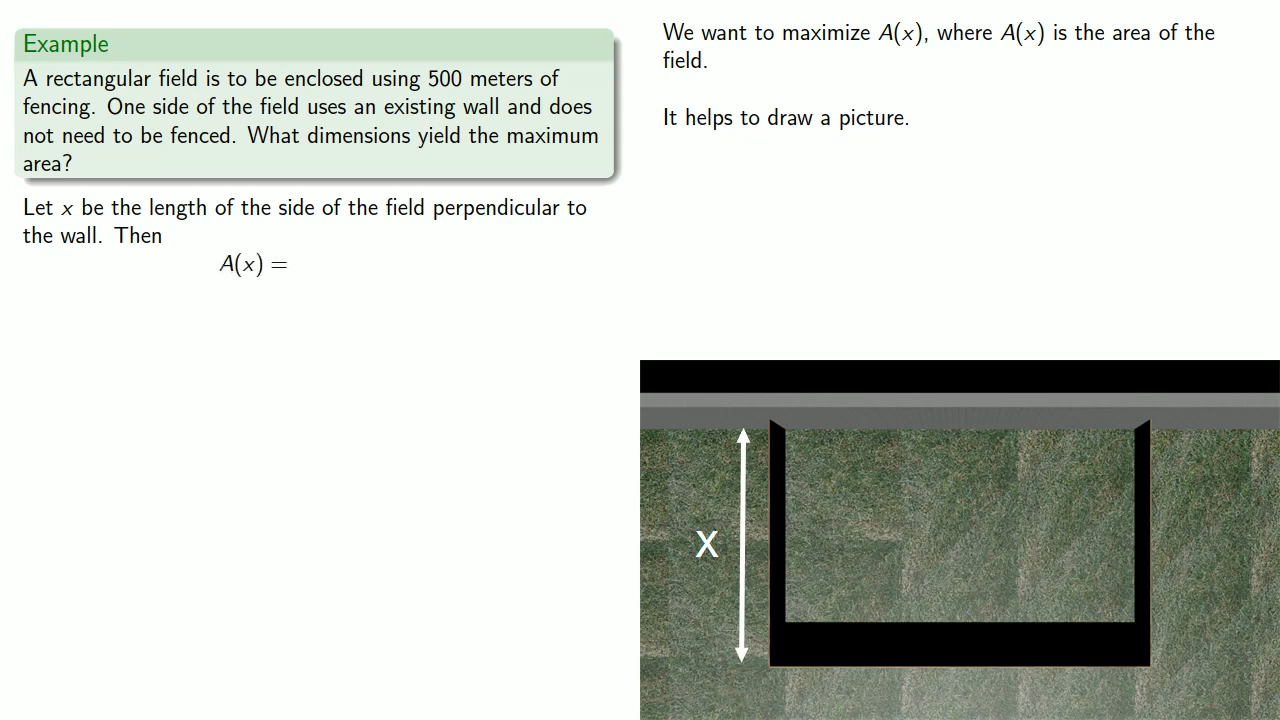 Example
A rectangular field is to be enclosed using 500 meters of
fencing. One side of the field uses an existing wall and does
not need to be fenced. What dimensions yield the maximum
area?
Let x be the length of the side of the field perpendicular to
the wall. Then
A(x) =
We want to maximize A(x), where A(x) is the area of the
field.
It helps to draw a picture.
X